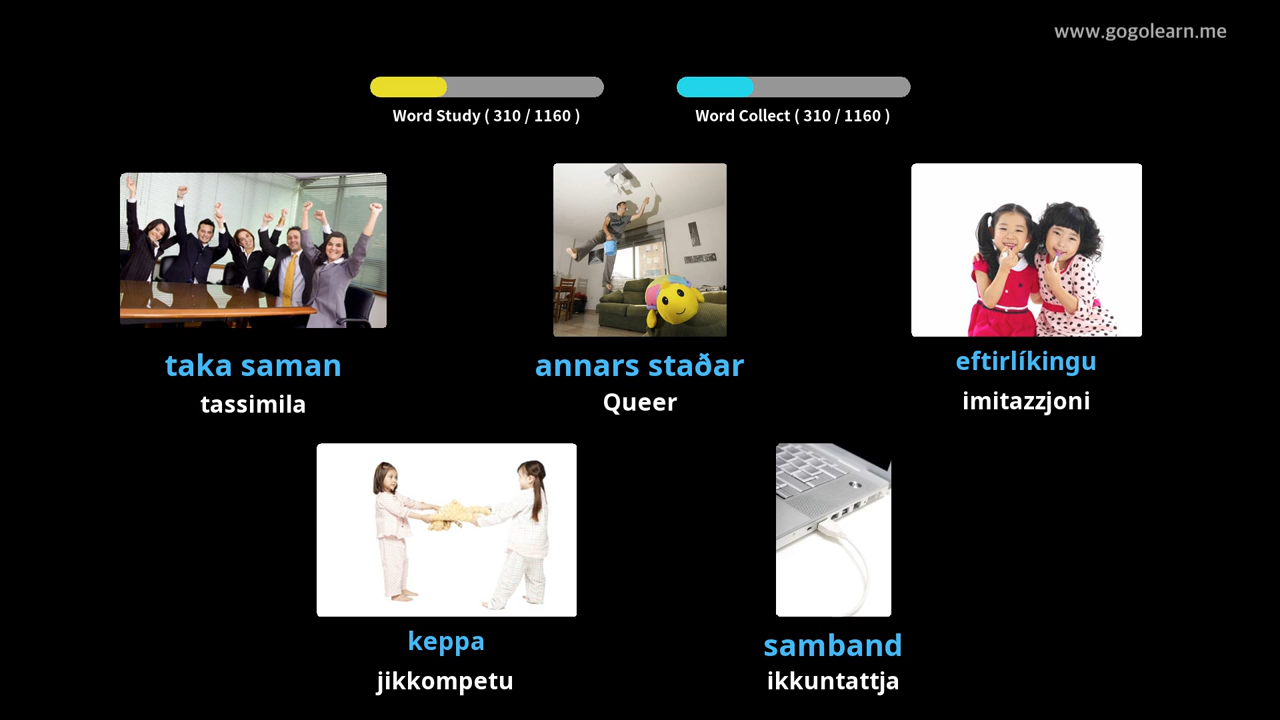 www.gogolearn.me
Word Study ( 310 / 1160 )
Word Collect ( 310 / 1160 )
taka saman
tassimila
annars staðar
Queer
eftirlíkingu
imitazzjoni
keppa
jikkompetu
samband
ikkuntattja